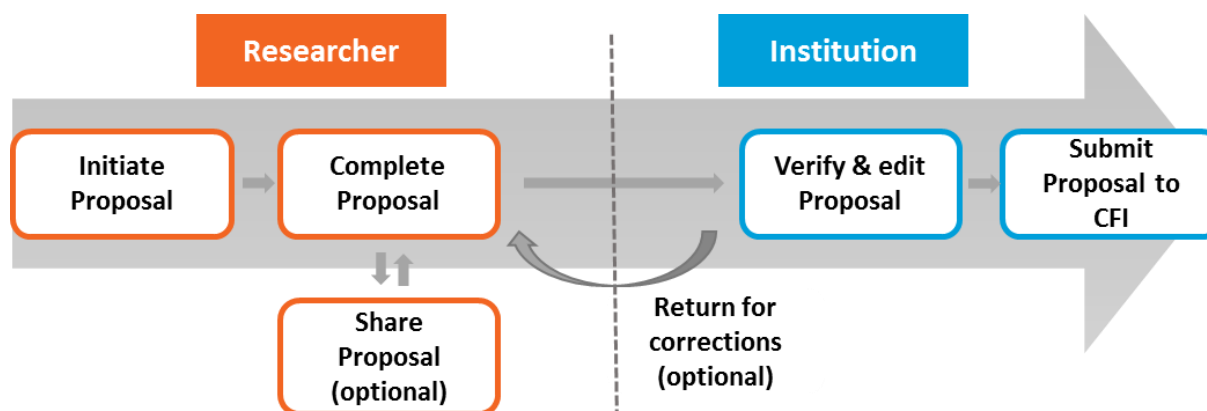 Researcher
Institution
Initiate
Proposal
Complete
Proposal
Verify & edit
Proposal
Submit
Proposal to
CFI
Share
Proposal
(optional)
Return for
corrections
(optional)